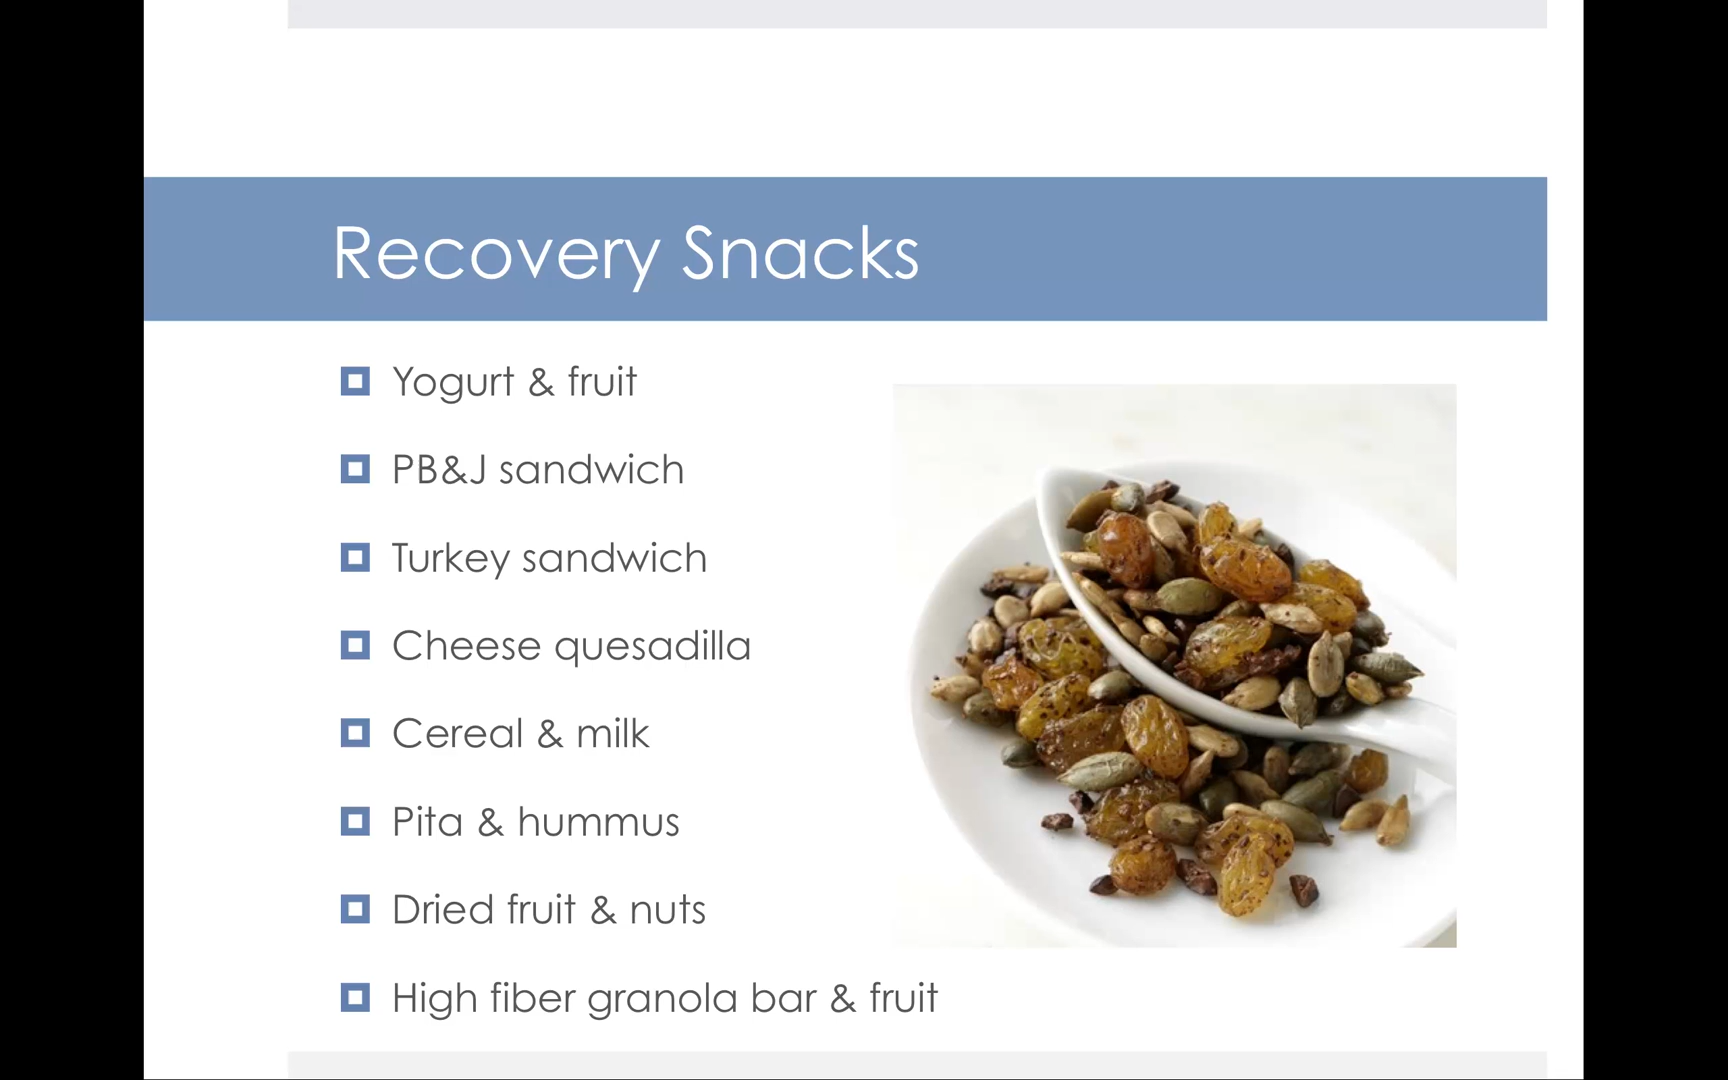 Recovery Snacks
Yogurt & fruit
PB&J sandwich
Turkey sandwich
Cheese quesadilla
Cereal & milk
Pita & hummus
Dried fruit & nuts
High fiber granola bar & fruit